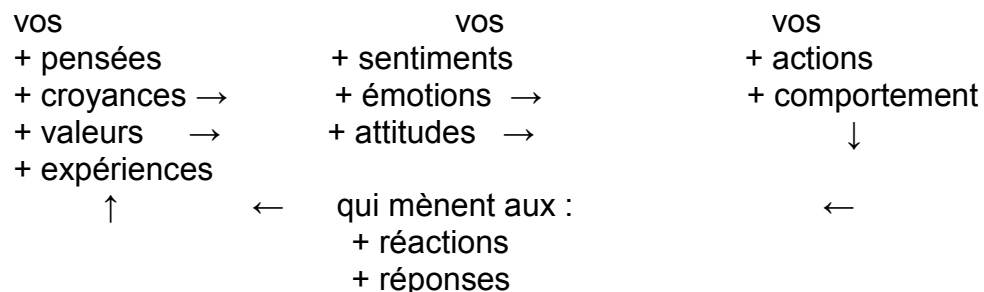 vos vos vos
+ pensées + sentiments + actions
+ croyances → + émotions → + comportement
+ valeurs → + attitudes → ↓
+ expériences
↑ ← qui mènent aux : ←
+ réactions
+ réponses